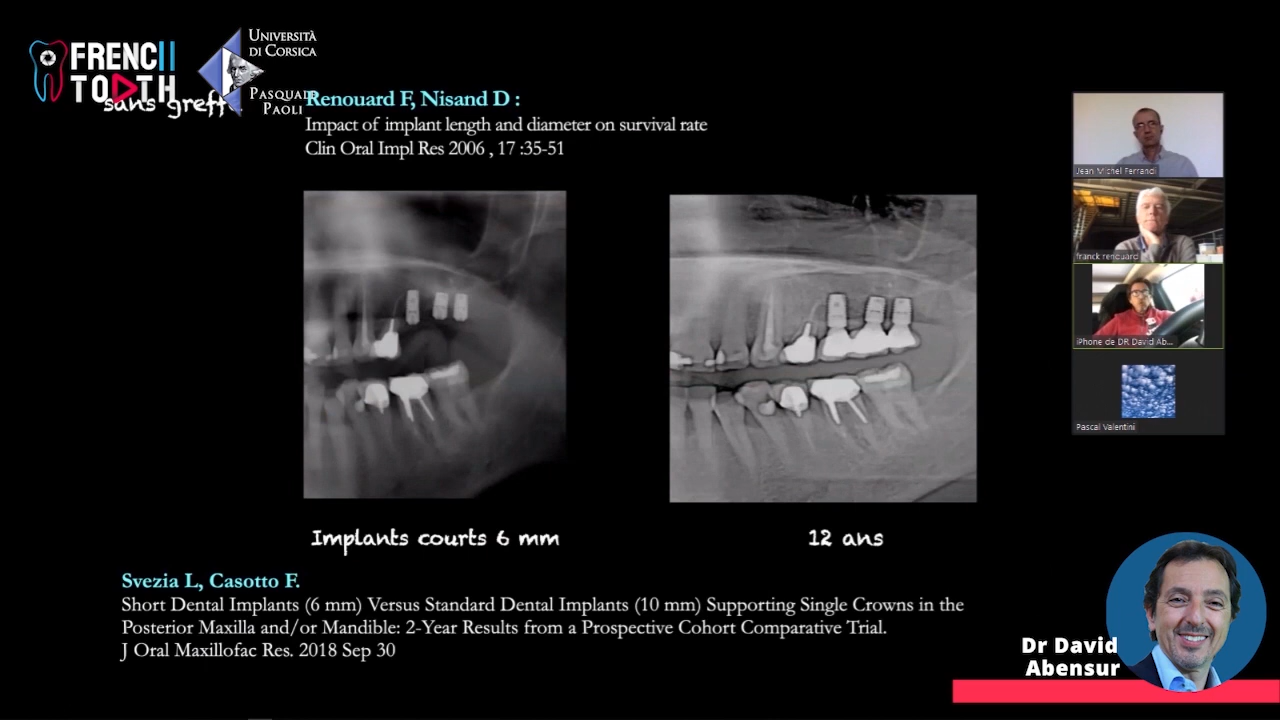 FRENCH
TOOTH
UNIVERSITÀ
DI CORSICA
PASQUALE
PAOLI
sans greffe
Renouard F, Nisand D :
Impact of implant length and diameter on survival rate
Clin Oral Impl Res 2006 , 17 :35-51
Implants courts 6 mm
12 ans
Svezia L, Casotto F.
Short Dental Implants (6 mm) Versus Standard Dental Implants (10 mm) Supporting Single Crowns in the
Posterior Maxilla and/or Mandible: 2-Year Results from a Prospective Cohort Comparative Trial.
J Oral Maxillofac Res. 2018 Sep 30
Jean Michel Ferrandi
franck renouard
iPhone de DR David Ab...
Pascal Valentini
Dr David
Abensur